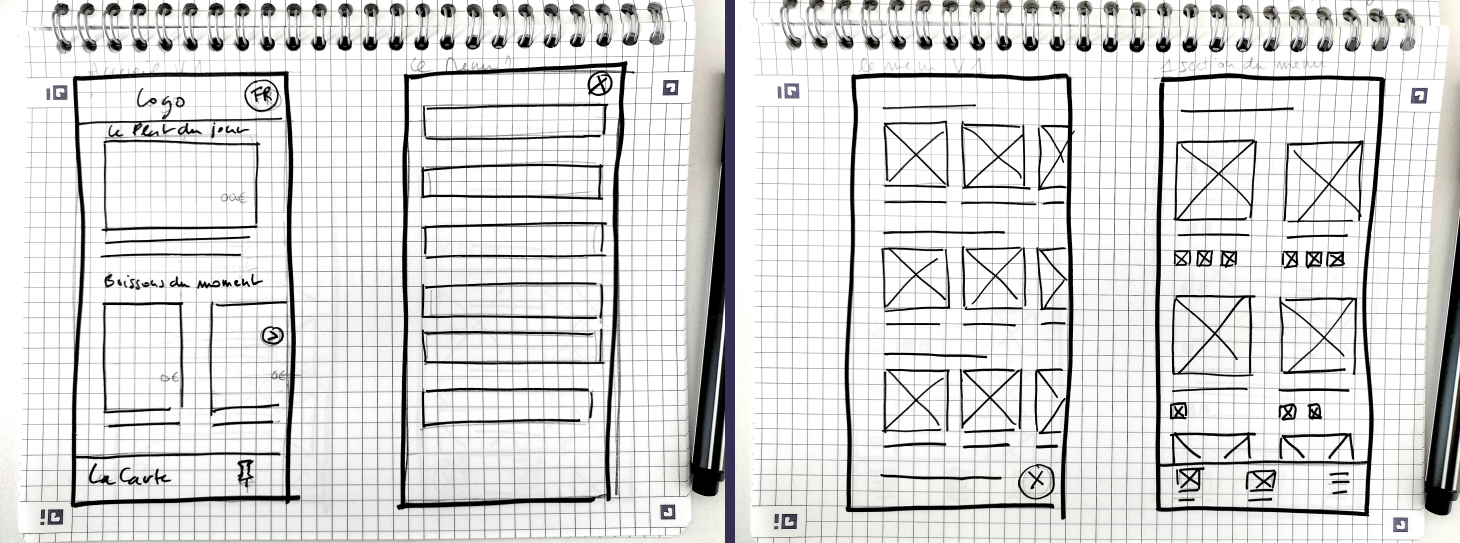 Accueil V1
Logo
FR
Le Plat du jour
00€
Boissons du moment
0€
0€
La Carte
Le Menu
X
Le menu V1
X
1 section du menu